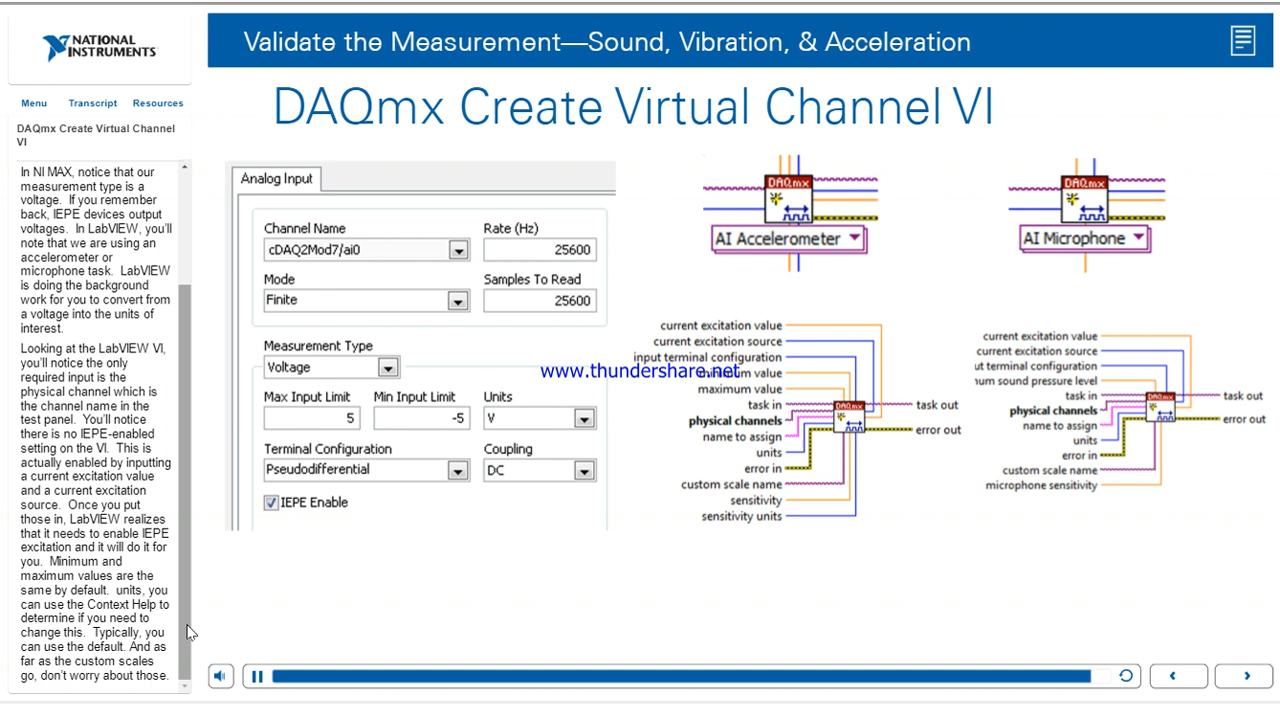 NATIONAL
INSTRUMENTS
Validate the Measurement—Sound, Vibration, & Acceleration
Menu Transcript Resources
DAQmx Create Virtual Channel
VI
In NI MAX, notice that our
measurement type is a
voltage. If you remember
back, IEPE devices output
voltages. In LabVIEW, you'll
note that we are using an
accelerometer or
microphone task. LabVIEW
is doing the background
work for you to convert from
a voltage into the units of
interest.
Looking at the LabVIEW VI,
you'll notice the only
required input is the
physical channel which is
the channel name in the
test panel. You'll notice
there is no IEPE-enabled
setting on the VI. This is
actually enabled by inputting
a current excitation value
and a current excitation
source. Once you put
those in, LabVIEW realizes
that it needs to enable IEPE
excitation and it will do it for
you. Minimum and
maximum values are the
same by default. units, you
can use the Context Help to
determine if you need to
change this. Typically, you
can use the default. And as
far as the custom scales
go, don't worry about those.
DAQmx Create Virtual Channel VI
Analog Input
Channel Name Rate (Hz)
cDAQ2Mod7/ai0 25600
Mode Samples To Read
Finite 25600
Measurement Type
Voltage
Max Input Limit Min Input Limit Units
5 -5 V
Terminal Configuration Coupling
Pseudodifferential DC
IEPE Enable
www.thundershare.net
DAQmx
AI Accelerometer
DAQmx
AI Microphone
current excitation value
current excitation source
input terminal configuration
minimum value
maximum value
task in
physical channels
name to assign
units
error in
custom scale name
sensitivity
sensitivity units
DAQmx
task out
error out
current excitation value
current excitation source
ut terminal configuration
num sound pressure level
task in
physical channels
name to assign
units
error in
custom scale name
microphone sensitivity
DAQmx
task out
error out